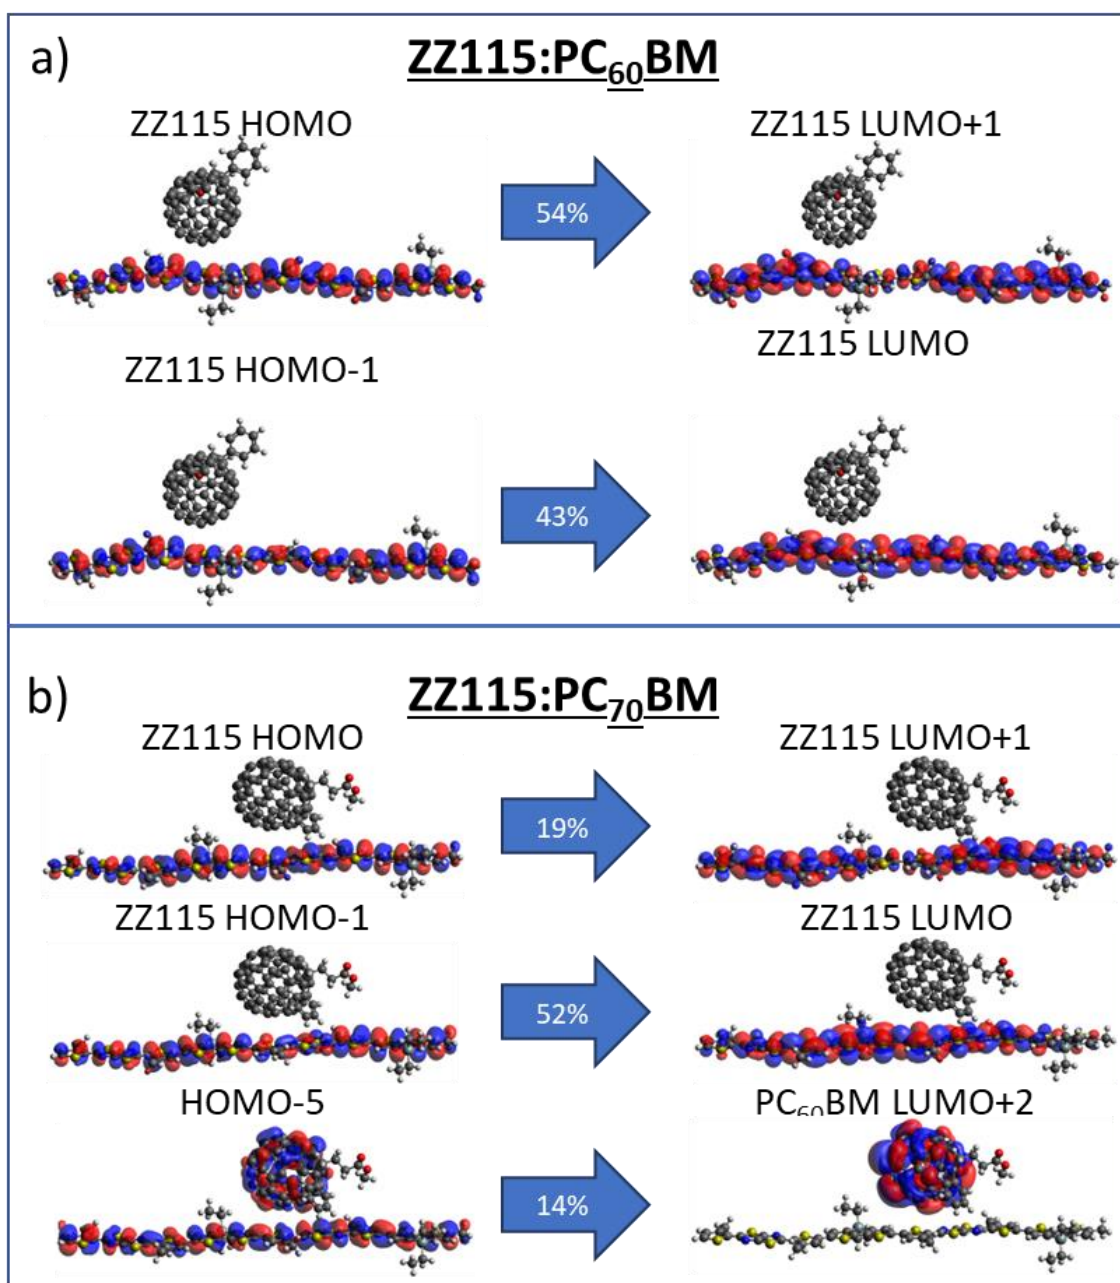 a)
ZZ115:PC60BM
ZZ115 HOMO
ZZ115 LUMO+1
54%
ZZ115 HOMO-1
ZZ115 LUMO
43%
b)
ZZ115:PC70BM
ZZ115 HOMO
ZZ115 LUMO+1
19%
ZZ115 HOMO-1
ZZ115 LUMO
52%
HOMO-5
PC60BM LUMO+2
14%